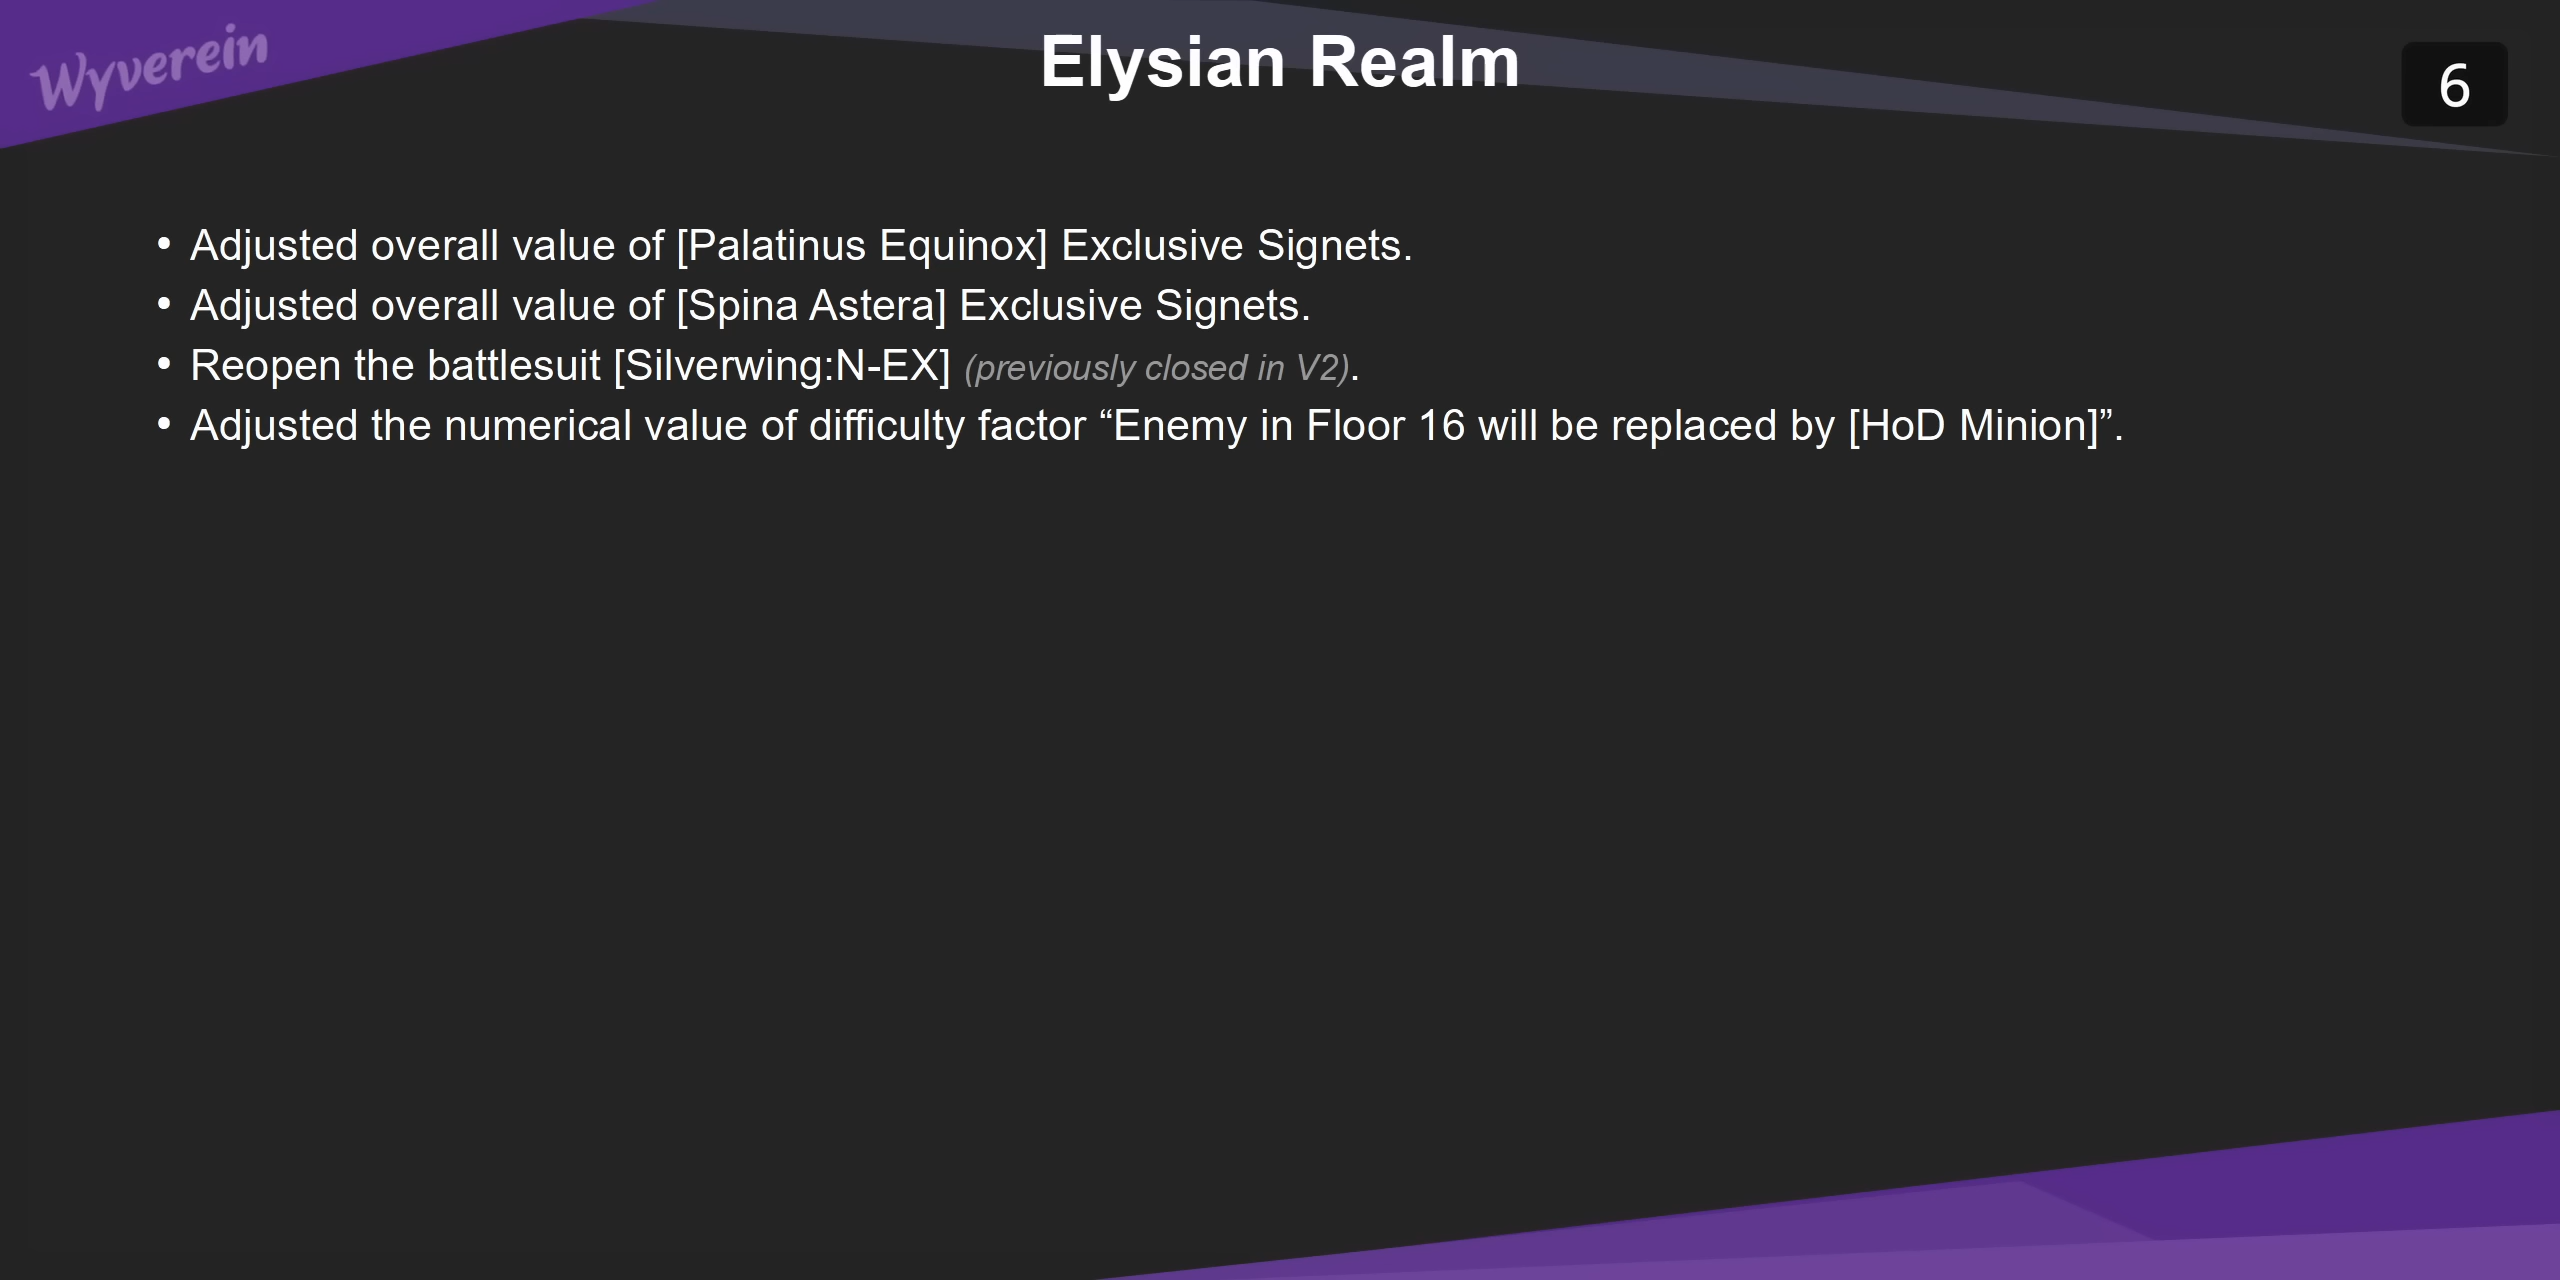 Wyverein
Elysian Realm
6
• Adjusted overall value of [Palatinus Equinox] Exclusive Signets.
• Adjusted overall value of [Spina Astera] Exclusive Signets.
• Reopen the battlesuit [Silverwing:N-EX] (previously closed in V2).
• Adjusted the numerical value of difficulty factor “Enemy in Floor 16 will be replaced by [HoD Minion]”.